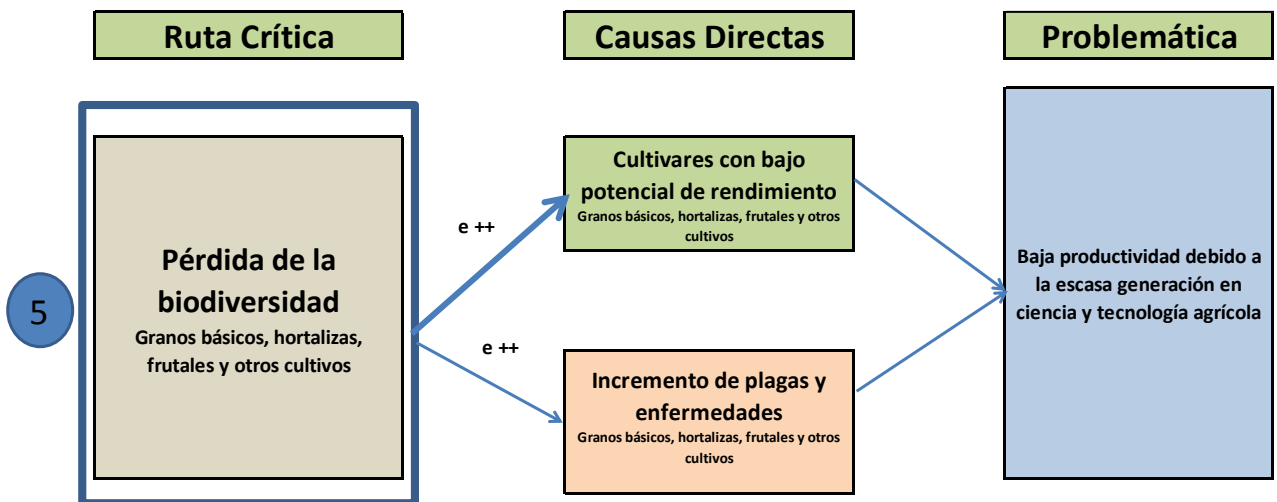 Ruta Crítica
Causas Directas
Problemática
5
Pérdida de la
biodiversidad
Granos básicos, hortalizas,
frutales y otros cultivos
e ++
e ++
Cultivares con bajo
potencial de rendimiento
Granos básicos, hortalizas, frutales y otros
cultivos
Incremento de plagas y
enfermedades
Granos básicos, hortalizas, frutales y otros
cultivos
Baja productividad debido a
la escasa generación en
ciencia y tecnología agrícola